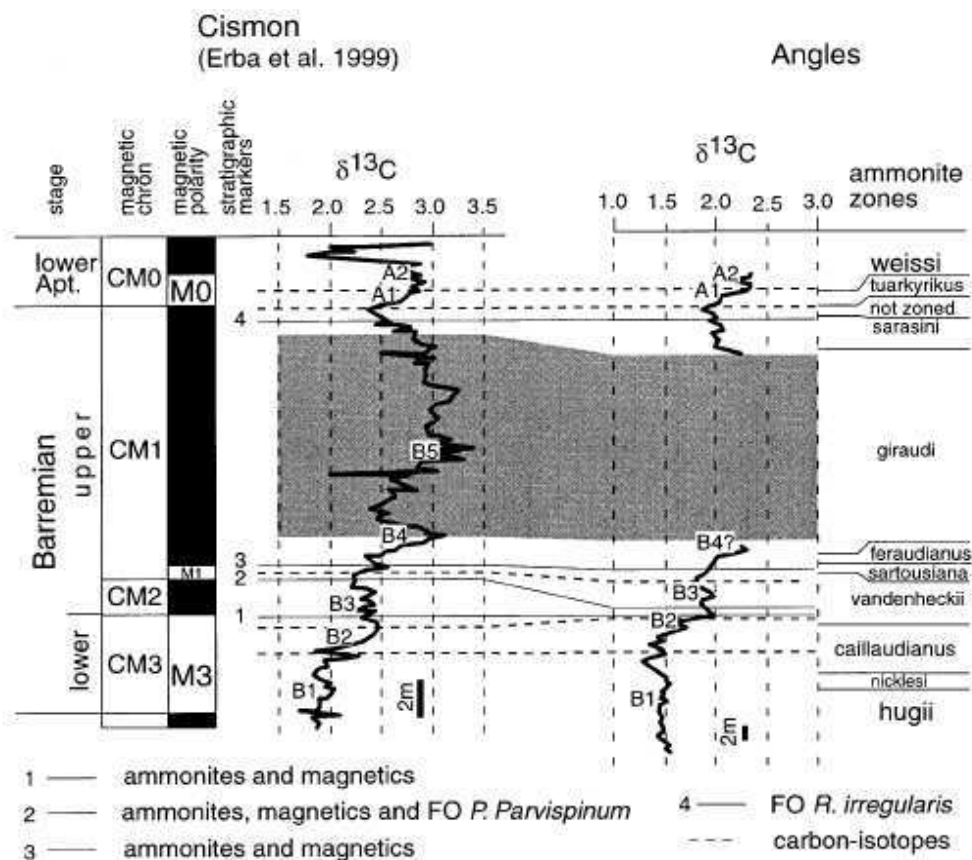 Cismon
(Erba et al. 1999)
Angles
stage
magnetic
chron
magnetic
polarity
stratigraphic
markers
δ13C
1.5 2.0 2.5 3.0 3.5
δ13C
1.0 1.5 2.0 2.5 3.0
ammonite
zones
lower
Apt.
CM0
M0
A2
A1
A2
A1
weissi
tuarkyrikus
not zoned
sarasini
4
Barremian
upper
CM1
B5
giraudi
B4
B4?
feraudianus
3
M1
2
sartousiana
CM2
B3
B3
vandenheckii
1
lower
CM3
M3
B2
B2
caillaudianus
B1
2m
B1
2m
nicklesi
hugii
1 ammonites and magnetics
2 ammonites, magnetics and FO P. Parvispinum
3 ammonites and magnetics
4 FO R. irregularis
carbon-isotopes